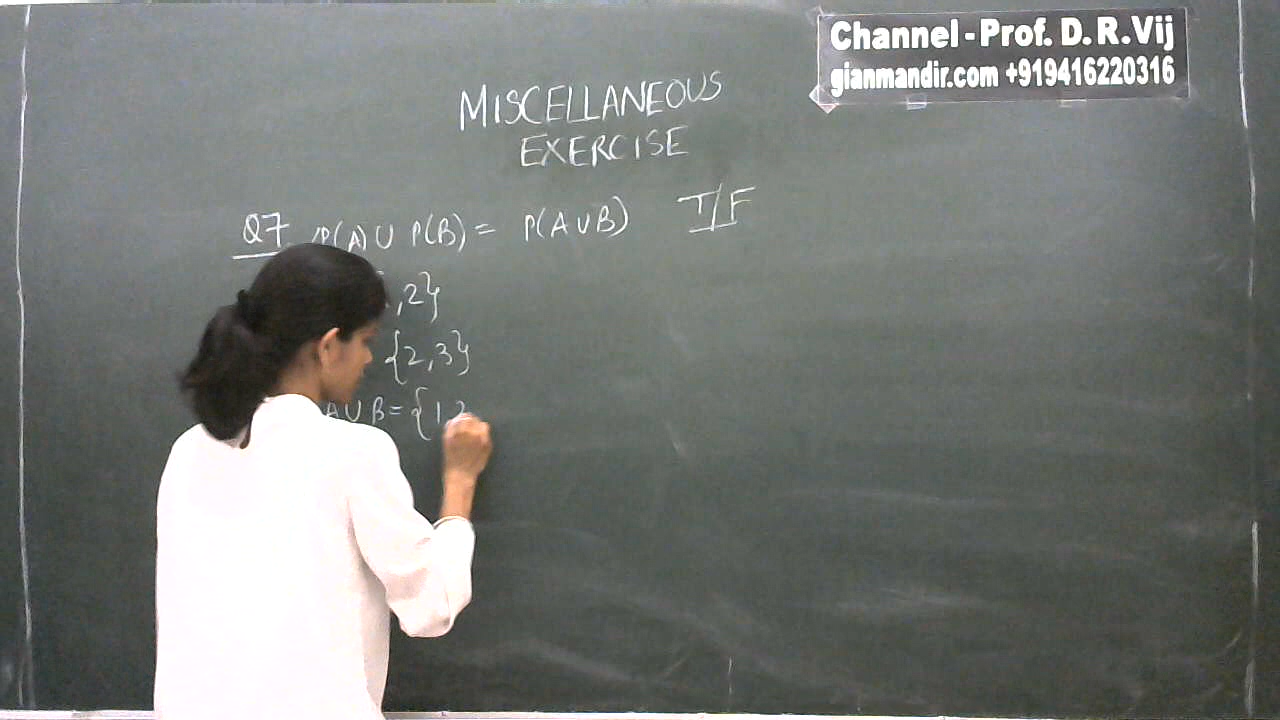 Channel - Prof. D. R. Vij
gianmandir.com +919416220316
MISCELLANEOUS
EXERCISE
Q7 P(A) ∪ P(B) = P(A∪B) T/F
,2}
{2,3}
A∪B = {1,2